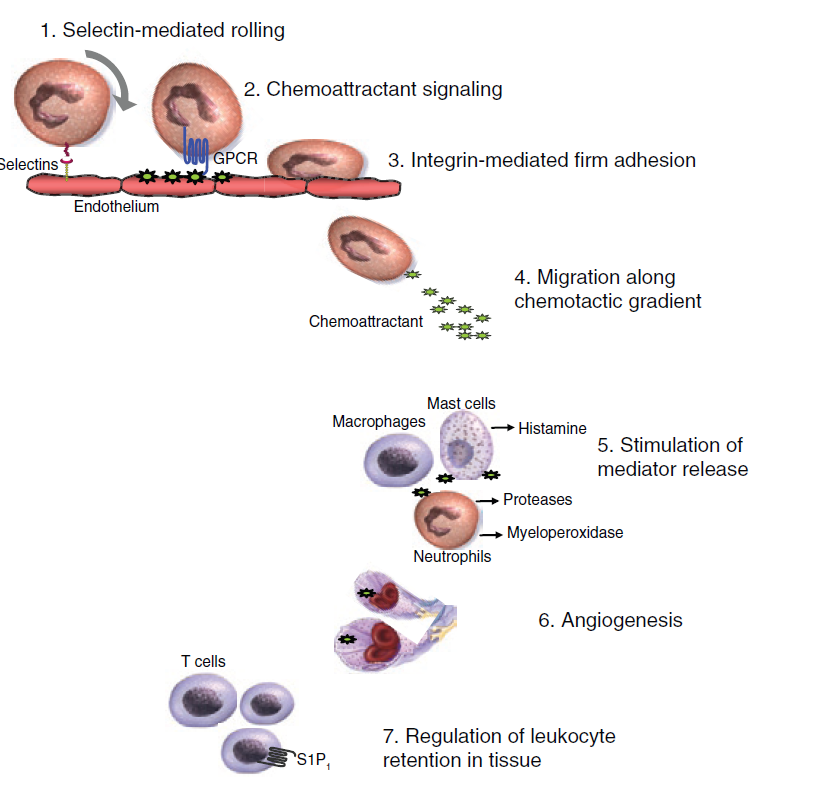 1. Selectin-mediated rolling
2. Chemoattractant signaling
Selectins
GPCR
3. Integrin-mediated firm adhesion
Endothelium
4. Migration along
chemotactic gradient
Chemoattractant
Mast cells
Macrophages
Histamine
5. Stimulation of
mediator release
Proteases
Myeloperoxidase
Neutrophils
6. Angiogenesis
T cells
7. Regulation of leukocyte
retention in tissue
S1P₁